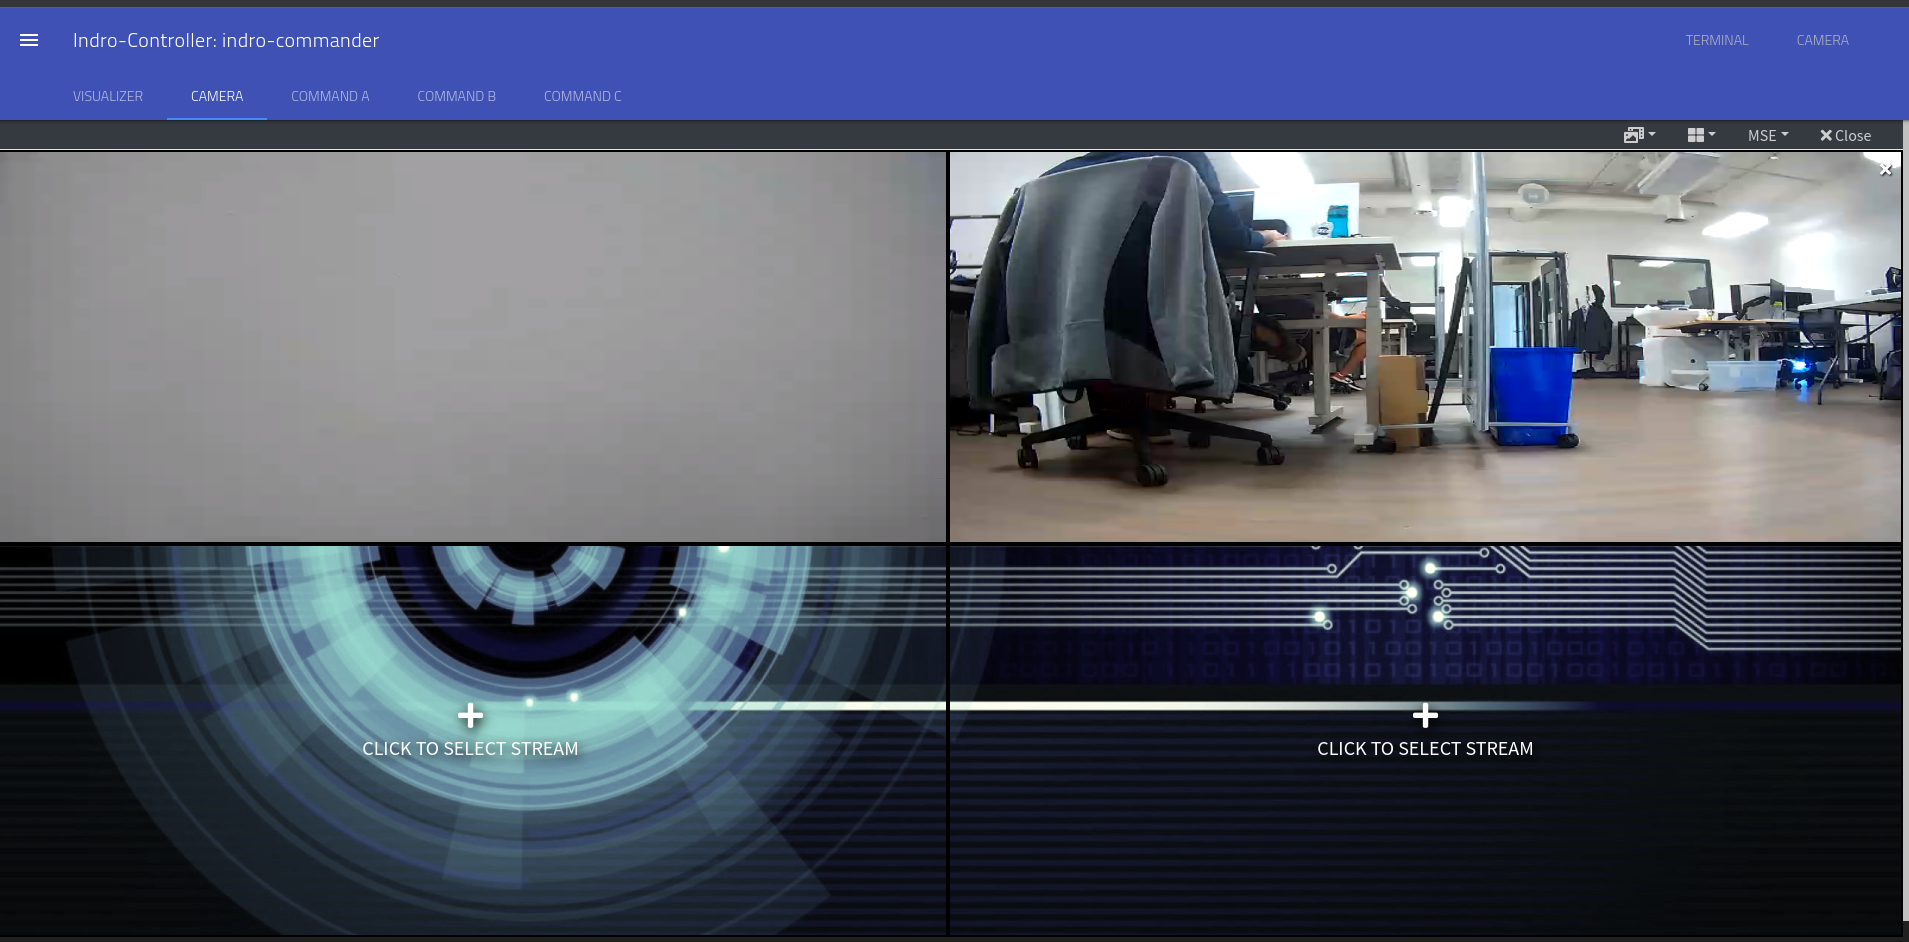 Indro-Controller: indro-commander
TERMINAL
CAMERA
VISUALIZER
CAMERA
COMMAND A
COMMAND B
COMMAND C
MSE
Close
CLICK TO SELECT STREAM
CLICK TO SELECT STREAM